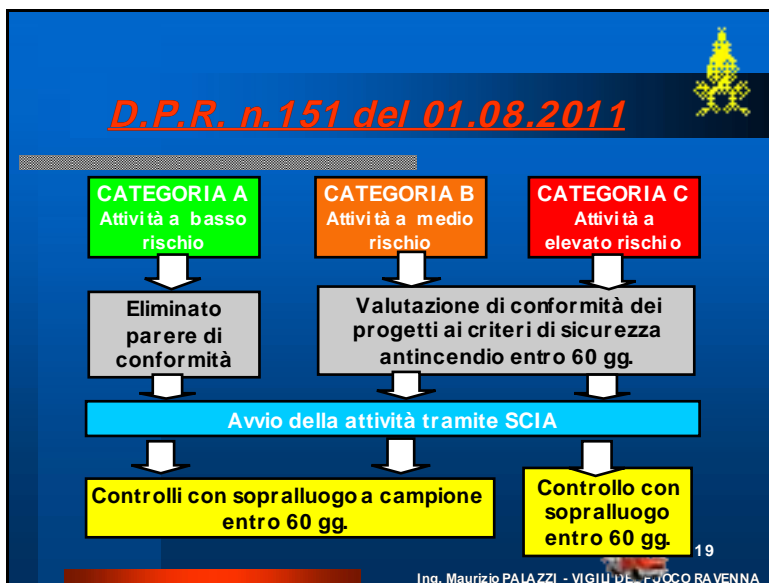 D.P.R. n.151 del 01.08.2011
CATEGORIA A
Attività a basso
rischio
CATEGORIA B
Attività a medio
rischio
CATEGORIA C
Attività a
elevato rischio
Eliminato
parere di
conformità
Valutazione di conformità dei
progetti ai criteri di sicurezza
antincendio entro 60 gg.
Avvio della attività tramite SCIA
Controlli con sopralluogo a campione
entro 60 gg.
Controllo con
sopralluogo
entro 60 gg.
19
Ing. Maurizio PALAZZI - VIGILI DEL FUOCO RAVENNA